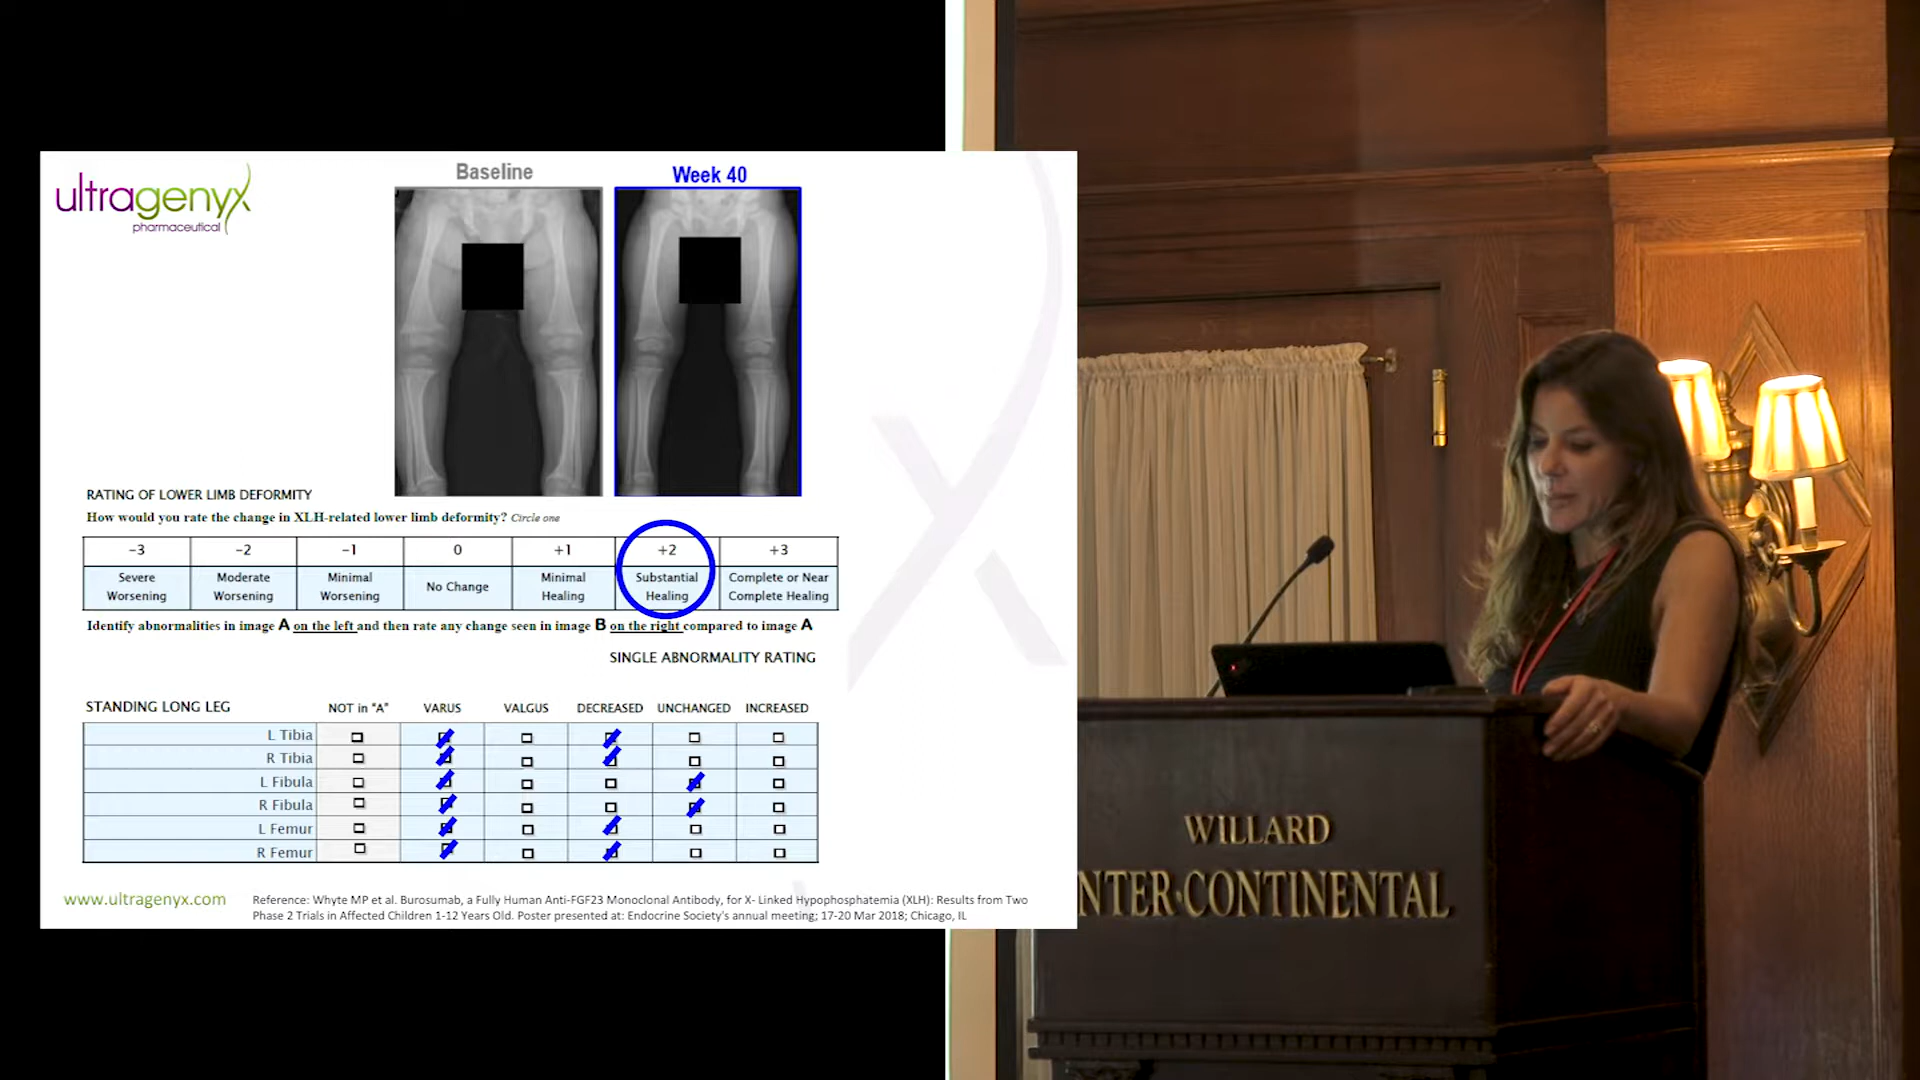 ultragenyx
pharmaceutical
Baseline
Week 40
RATING OF LOWER LIMB DEFORMITY
How would you rate the change in XLH-related lower limb deformity? Circle one
−3 −2 −1 0 +1 +2 +3
Severe Worsening Moderate Worsening Minimal Worsening No Change Minimal Healing Substantial Healing Complete or Near Complete Healing
Identify abnormalities in image A on the left and then rate any change seen in image B on the right compared to image A
SINGLE ABNORMALITY RATING
STANDING LONG LEG NOT in "A" VARUS VALGUS DECREASED UNCHANGED INCREASED
L Tibia
R Tibia
L Fibula
R Fibula
L Femur
R Femur
www.ultragenyx.com
Reference: Whyte MP et al. Burosumab, a Fully Human Anti-FGF23 Monoclonal Antibody, for X- Linked Hypophosphatemia (XLH): Results from Two
Phase 2 Trials in Affected Children 1-12 Years Old. Poster presented at: Endocrine Society's annual meeting; 17-20 Mar 2018; Chicago, IL
WILLARD
NTER·CONTINENTAL